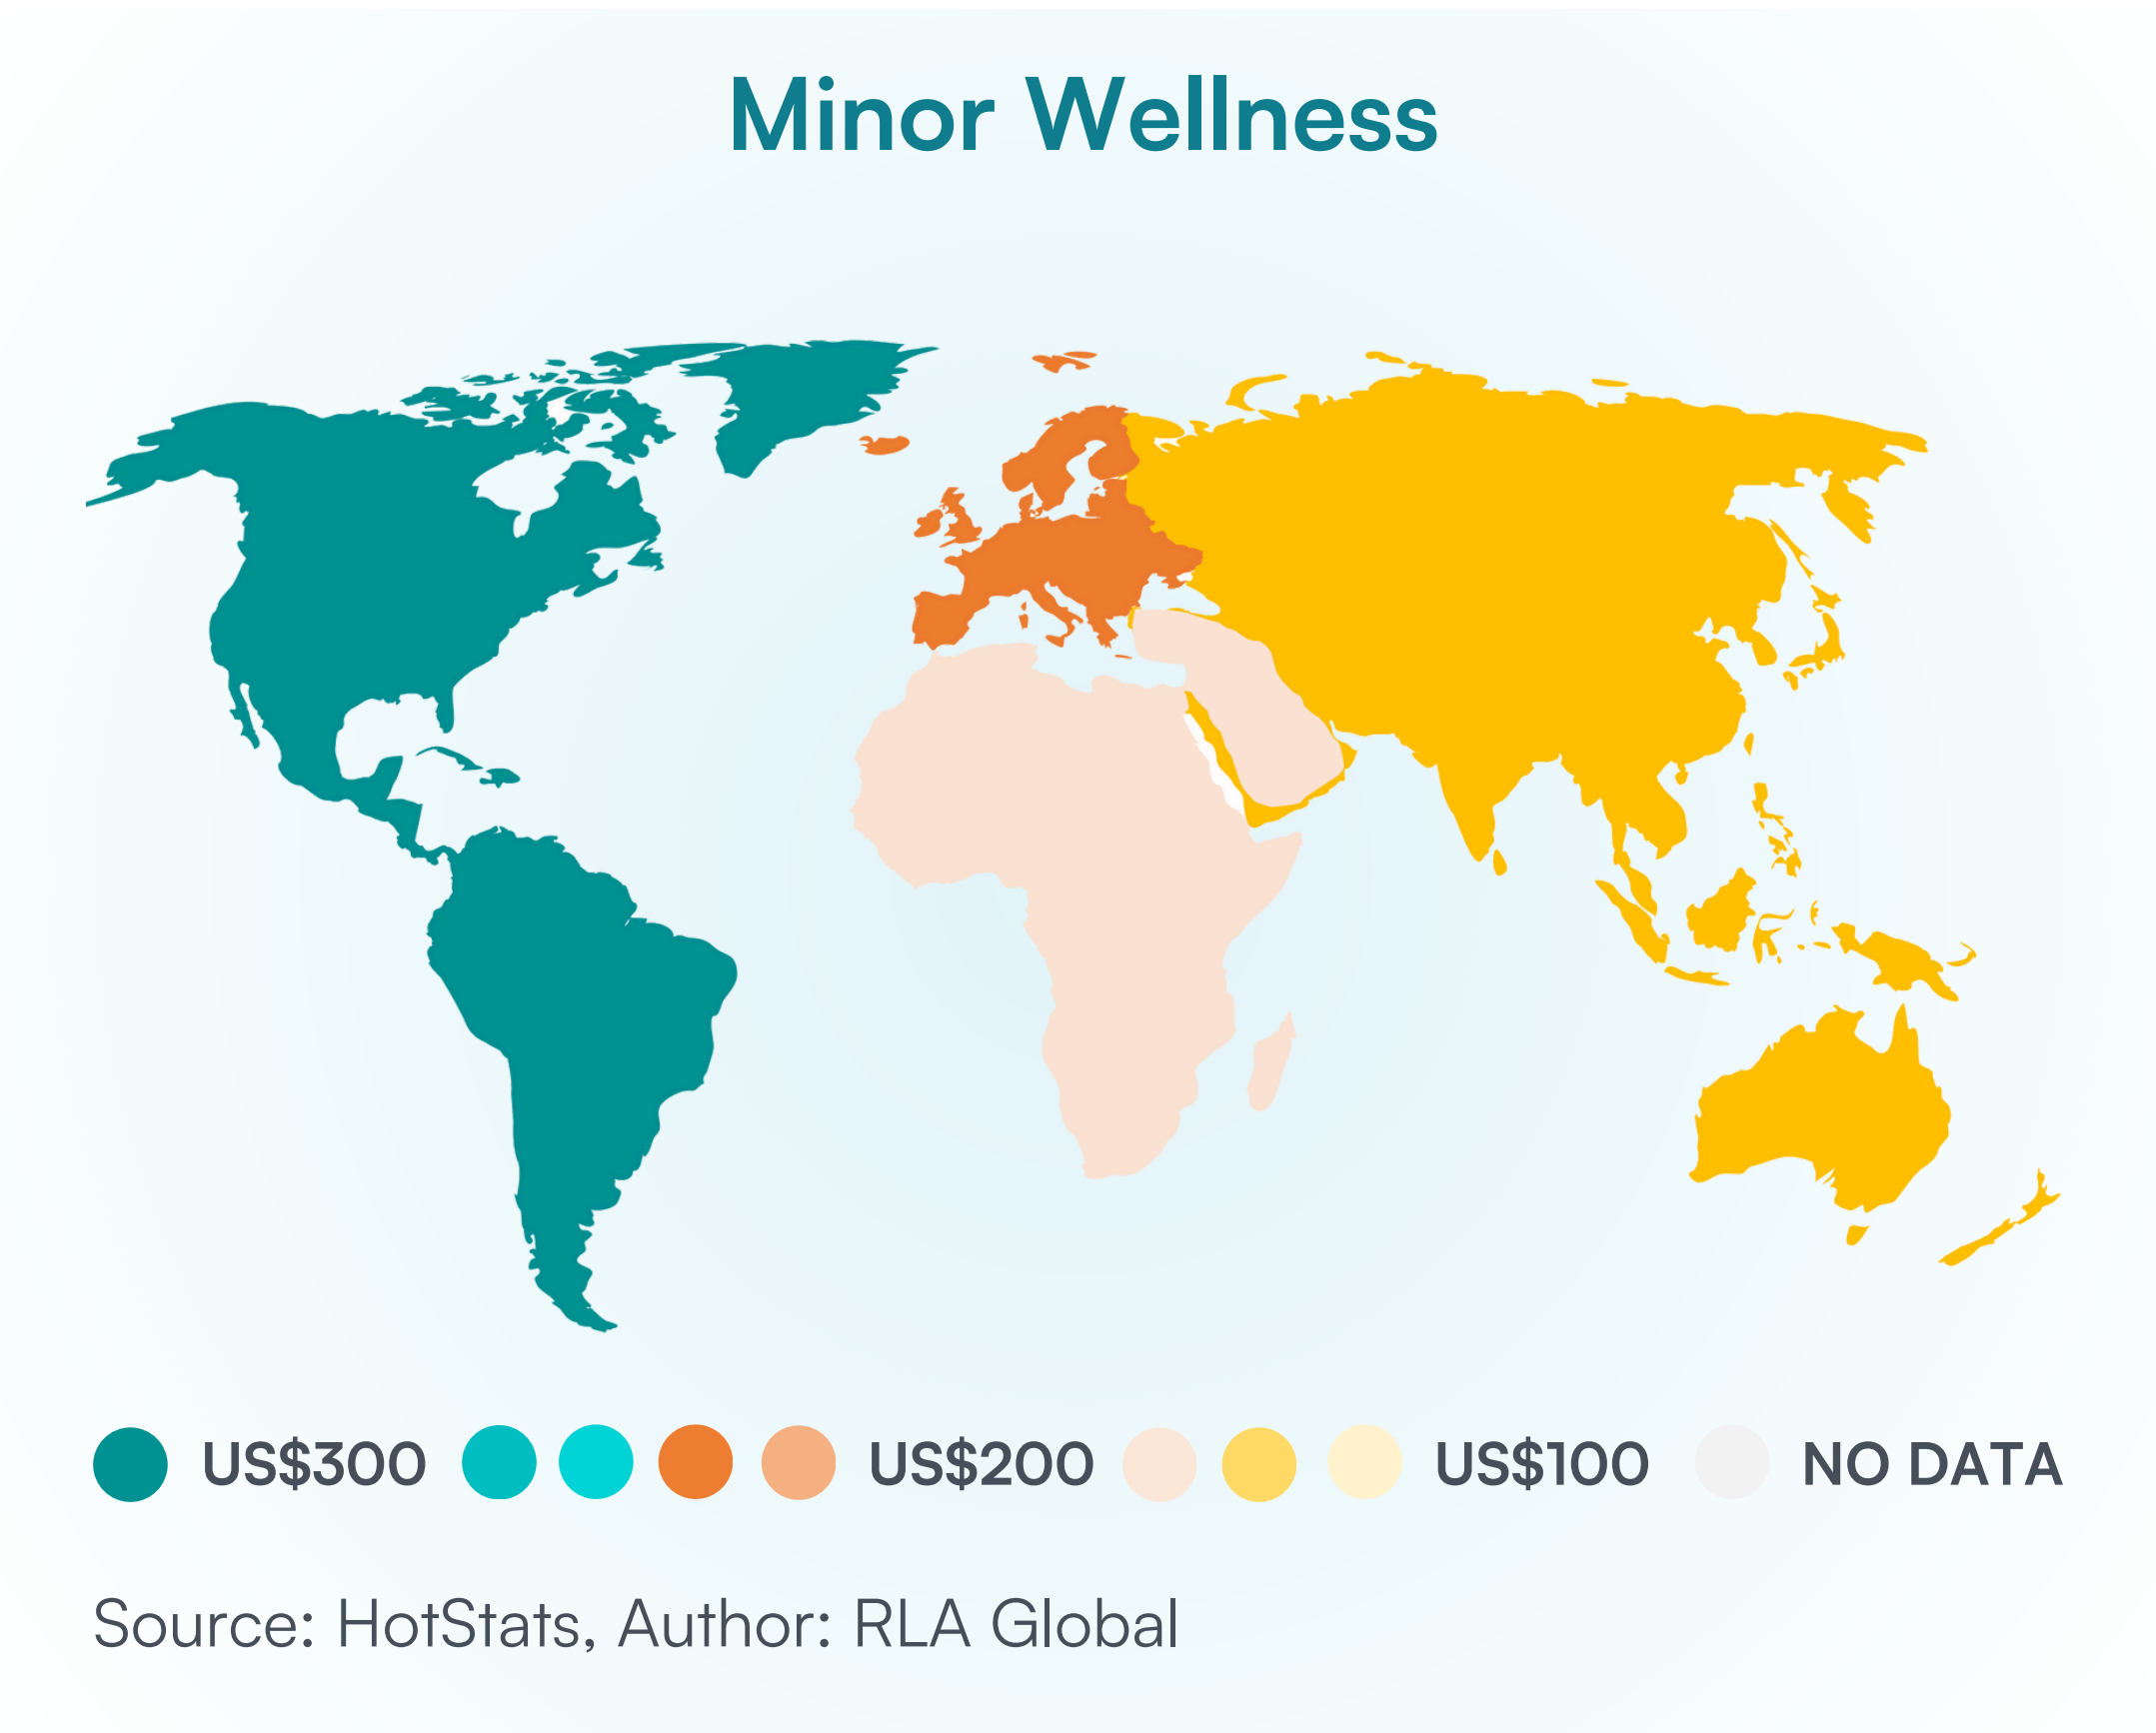 Minor Wellness
US$300 US$200 US$100 NO DATA
Source: HotStats, Author: RLA Global